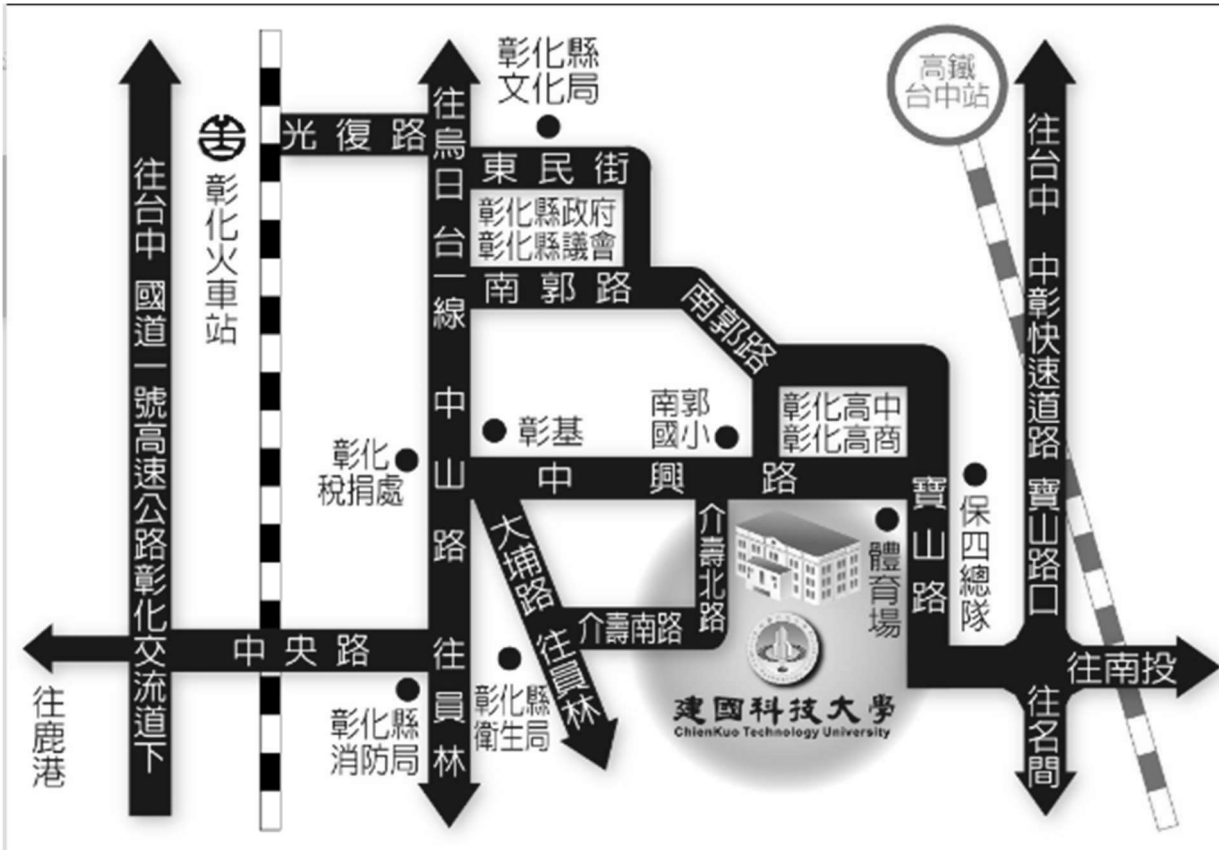 彰化縣
文化局
高鐵
台中站
往台中 國道一號高速公路彰化交流道下
彰化火車站
光復路
往烏日 台一線 中山路 往員林
東民街
彰化縣政府
彰化縣議會
南郭路
南郭路
往台中 中彰快速道路 寶山路口 往名間
彰化
稅捐處
彰基
南郭
國小
彰化高中
彰化高商
中興路
大埔路 往員林
介壽北路
介壽南路
體育場
寶山路
保四總隊
中央路
往鹿港
彰化縣
消防局
彰化縣
衛生局
往南投
建國科技大學
ChienKuo Technology University